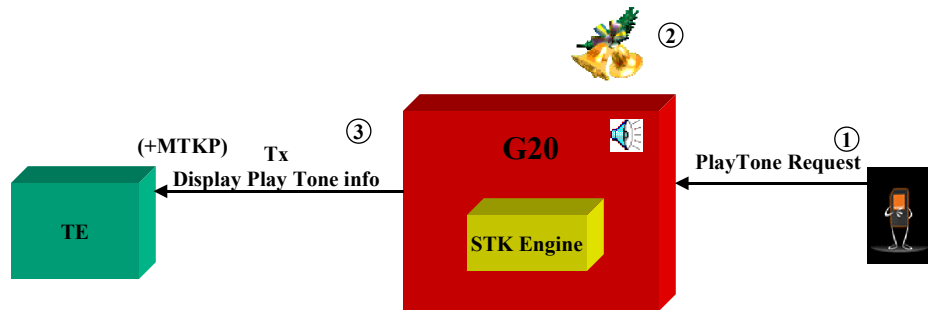 ②
③
①
(+MTKP)
Tx
Display Play Tone info
G20
PlayTone Request
TE
STK Engine